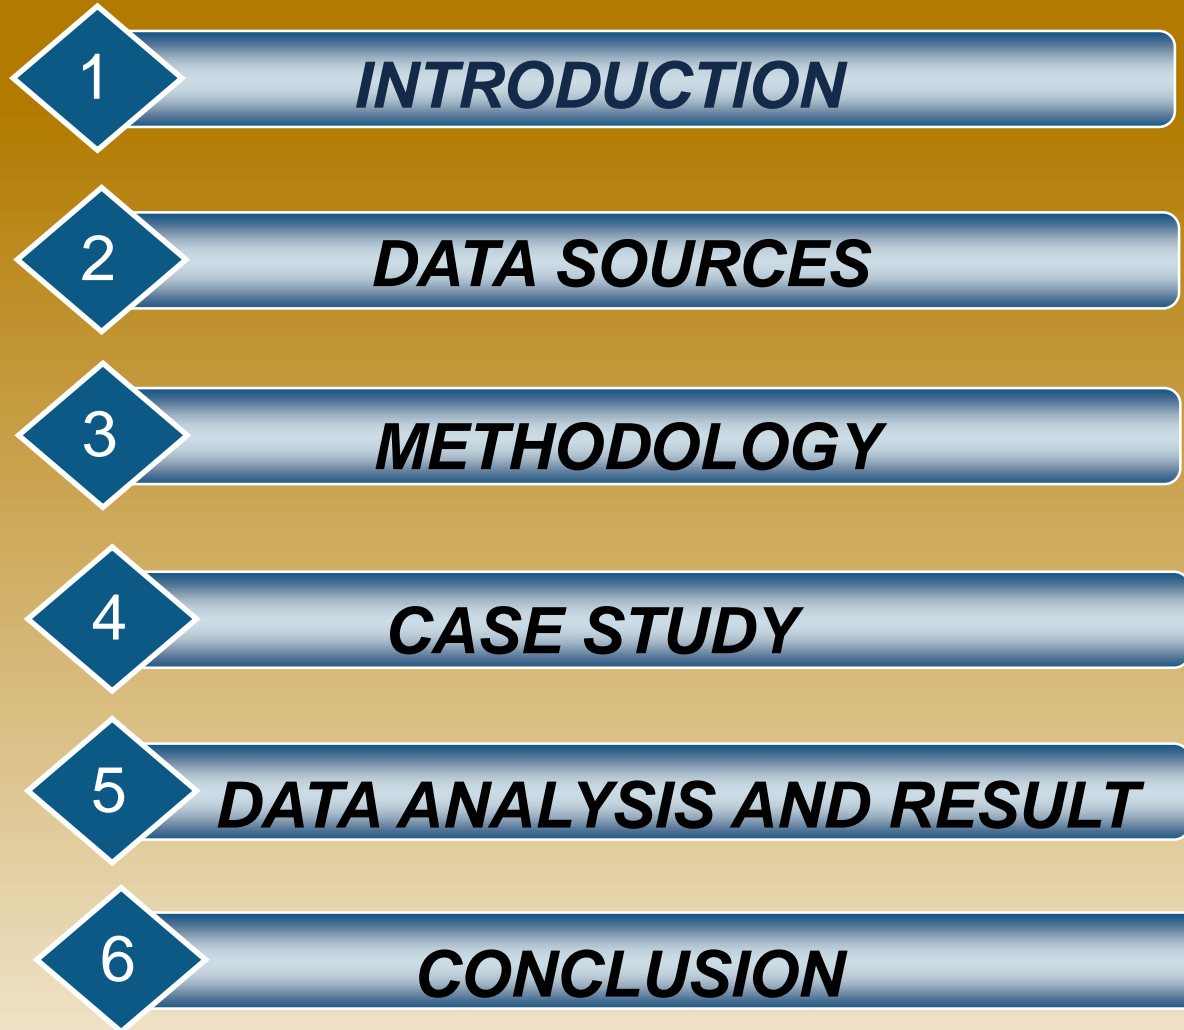 1 INTRODUCTION
2 DATA SOURCES
3 METHODOLOGY
4 CASE STUDY
5 DATA ANALYSIS AND RESULT
6 CONCLUSION